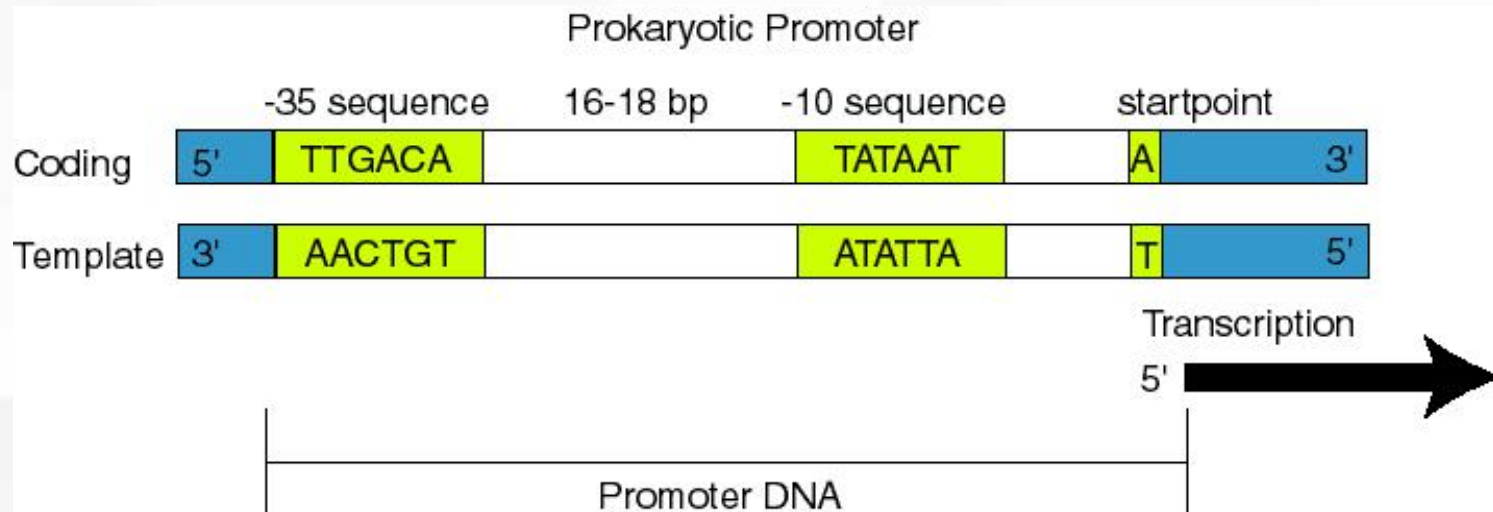 Prokaryotic Promoter
-35 sequence 16-18 bp -10 sequence startpoint
Coding 5' TTGACA TATAAT A 3'
Template 3' AACTGT ATATTA T 5'
Transcription
5'
Promoter DNA